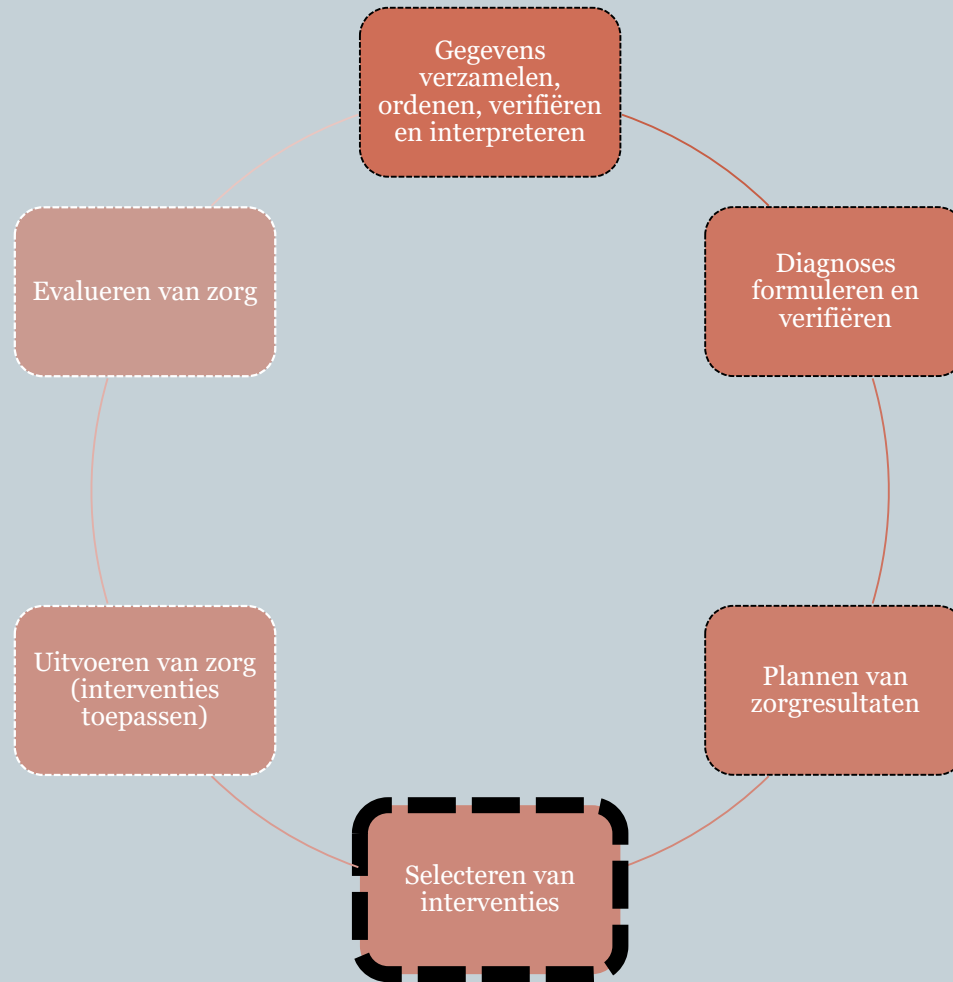 Gegevens
verzamelen,
ordenen, verifiëren
en interpreteren
Diagnoses
formuleren en
verifiëren
Plannen van
zorgresultaten
Selecteren van
interventies
Uitvoeren van zorg
(interventies
toepassen)
Evalueren van zorg